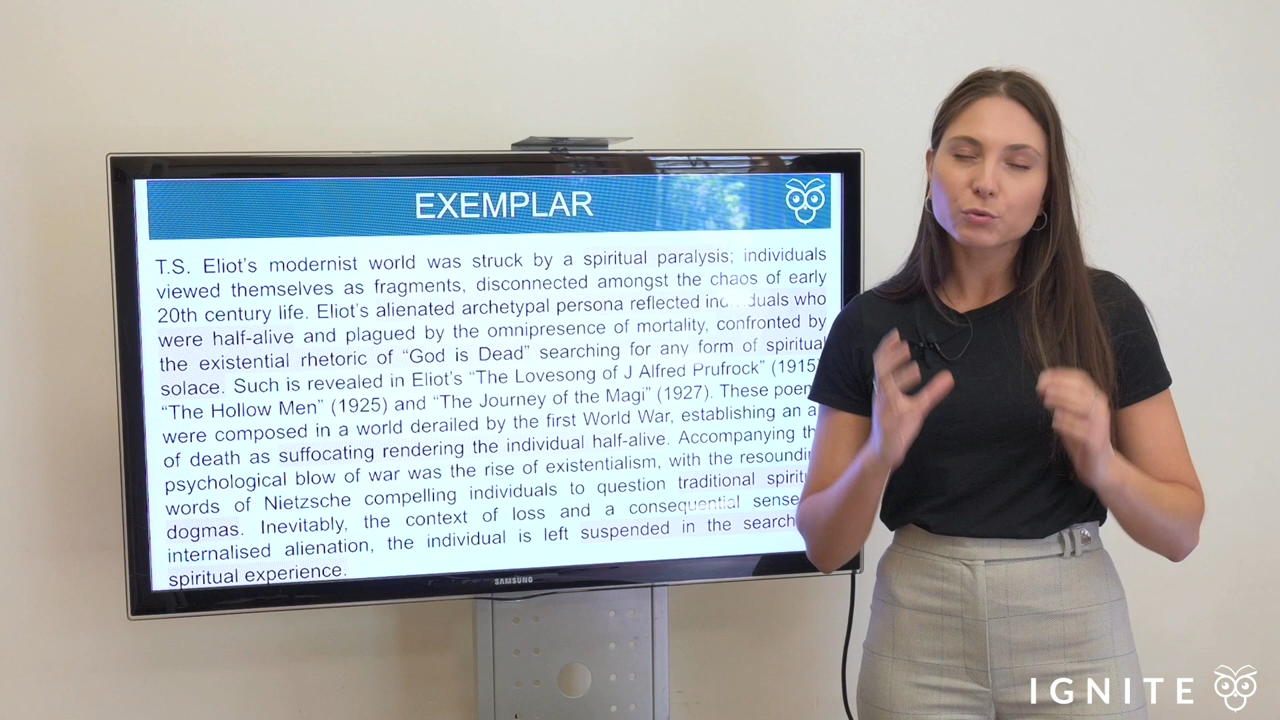 EXEMPLAR
T.S. Eliot's modernist world was struck by a spiritual paralysis; individuals
viewed themselves as fragments, disconnected amongst the chaos of early
20th century life. Eliot's alienated archetypal persona reflected individuals who
were half-alive and plagued by the omnipresence of mortality, confronted by
the existential rhetoric of "God is Dead" searching for any form of spiritual
solace. Such is revealed in Eliot's "The Lovesong of J Alfred Prufrock" (1915)
"The Hollow Men" (1925) and "The Journey of the Magi" (1927). These
were composed in a world derailed by the first World War, establishing an
of death as suffocating rendering the individual half-alive. Accompanying
psychological blow of war was the rise of existentialism, with the
words of Nietzsche compelling individuals to question traditional
dogmas. Inevitably, the context of loss and a consequential sense
internalised alienation, the individual is left suspended in the search
spiritual experience.
SAMSUNG
IGNITE